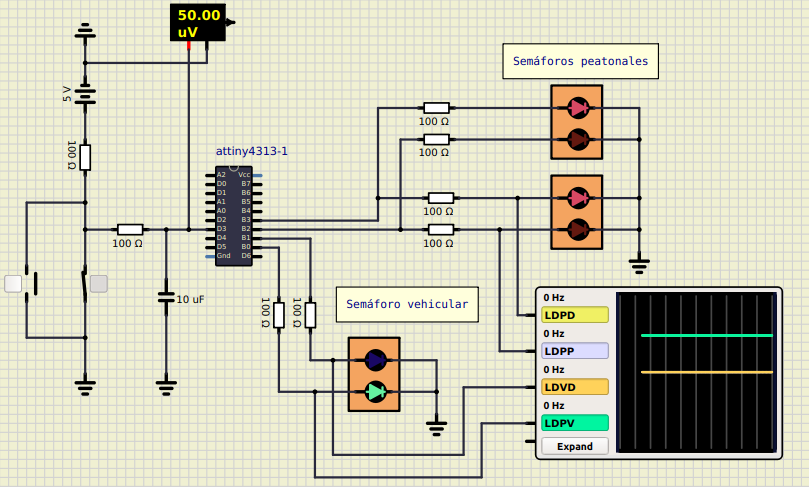 50.00
uV
5 V
100 Ω
attiny4313-1
A2 Vcc
D0 B7
D1 B6
A1 B5
A0 B4
D2 B3
D3 B2
D4 B1
D5 B0
Gnd D6
100 Ω
10 uF
100 Ω
100 Ω
Semáforos peatonales
100 Ω
100 Ω
100 Ω
100 Ω
Semáforo vehicular
0 Hz
LDPD
0 Hz
LDPP
0 Hz
LDVD
0 Hz
LDPV
Expand